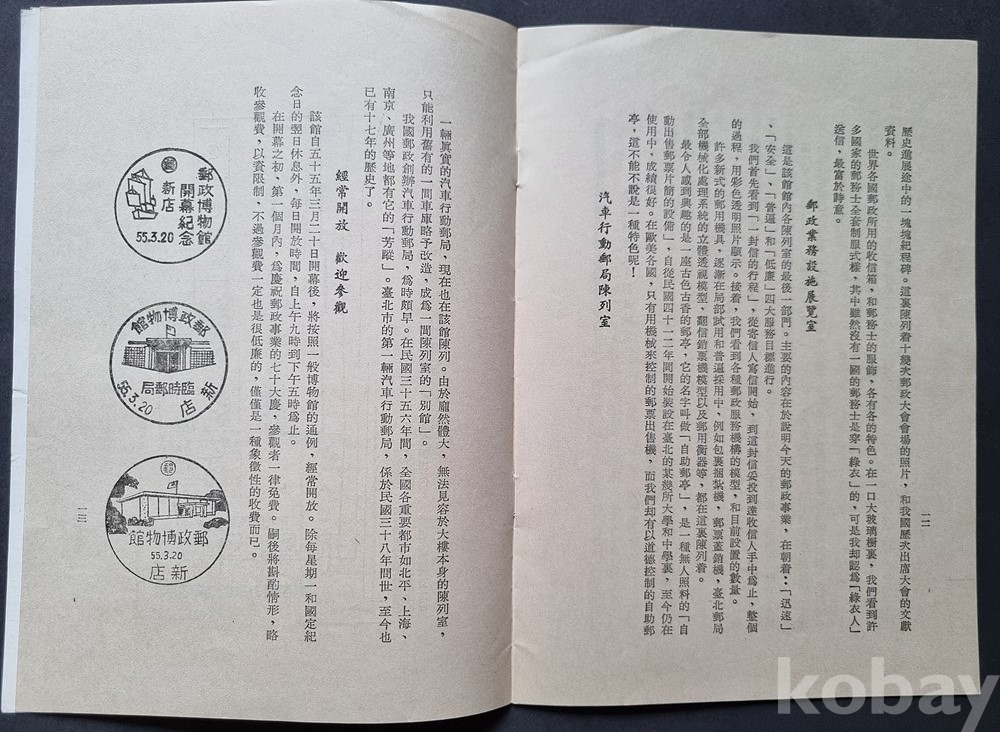 歷史進展途中的一塊塊紀程碑。這裏陳列着十幾次郵政大會會場的照片，和我國歷次出席大會的文獻
資料。
世界各國郵政所用的收信箱，和郵務士的服飾，各有各的特色。在一口大玻璃櫥裏，我們看到許
多國家的郵務士全套制服式樣，其中雖然沒有一國的郵務士是穿「綠衣」的，可是我却認爲「綠衣人」
送信，最富於詩意。
郵政業務設施展覽室
這是該館館內各陳列室的最後一部門。主要的內容在於說明今天的郵政事業，在朝着：「迅速」
、「安全」、「普遍」和「低廉」四大服務目標進行。
我們首先看到「一封信的行程」，從寄信人寫信開始，到這封信妥投到達收信人手中爲止，整個
的過程，用彩色透明照片顯示。接着，我們看到各種郵政服務機構的模型，和目前設置的數量。
許多新式的郵用機具，逐漸在局部試用和普遍採用中，例如包裹捆紮機，郵票蓋銷機，臺北郵局
全部機械化處理系統的立體透視模型，翻信銷票機模型以及郵用衡器等，都在這裏陳列着。
最令人感到興趣的是一座古色古香的郵亭，它的名字叫做「自助郵亭」，是一種無人照料的「自
動出售郵票片簡的設備」，自從民國四十一二年間開始裝設在臺北的某幾所大學和中學裏，至今仍在
使用中，成績很好。在歐美各國，只有用機械來控制的郵票出售機，而我們却有以道德控制的自助郵
亭，這不能不說是一種特色呢！
汽車行動郵局陳列室
一二
一輛眞實的汽車行動郵局，現在也在該館陳列。由於龐然體大，無法見容於大樓本身的陳列室，
只能利用舊有的一間車庫略予改造，成爲一間陳列室的「別館」。
我國郵政創辦汽車行動郵局，爲時頗早。在民國三十五六年間，全國各重要都市如北平、上海、
南京、廣州等地都有它的「芳蹤」。臺北市的第一輛汽車行動郵局，係於民國三十八年間世，至今也
已有十七年的歷史了。
經常開放　歡迎參觀
該館自五十五年三月二十日開幕後，將按照一般博物館的通例，經常開放。除每星期一和國定紀
念日的翌日休息外，每日開放時間，自上午九時到下午五時爲止。
在開幕之初，第一個月內，爲慶祝郵政事業的七十大慶，參觀者一律免費。嗣後將斟酌情形，略
收參觀費，以資限制，不過參觀費一定也是很低廉的，僅僅是一種象徵性的收費而已。
郵政博物館
開幕紀念
新店
55.3.20
郵政博物館
臨時郵局
55.3.20
新店
郵政博物館
55.3.20
新店
一三
kobay